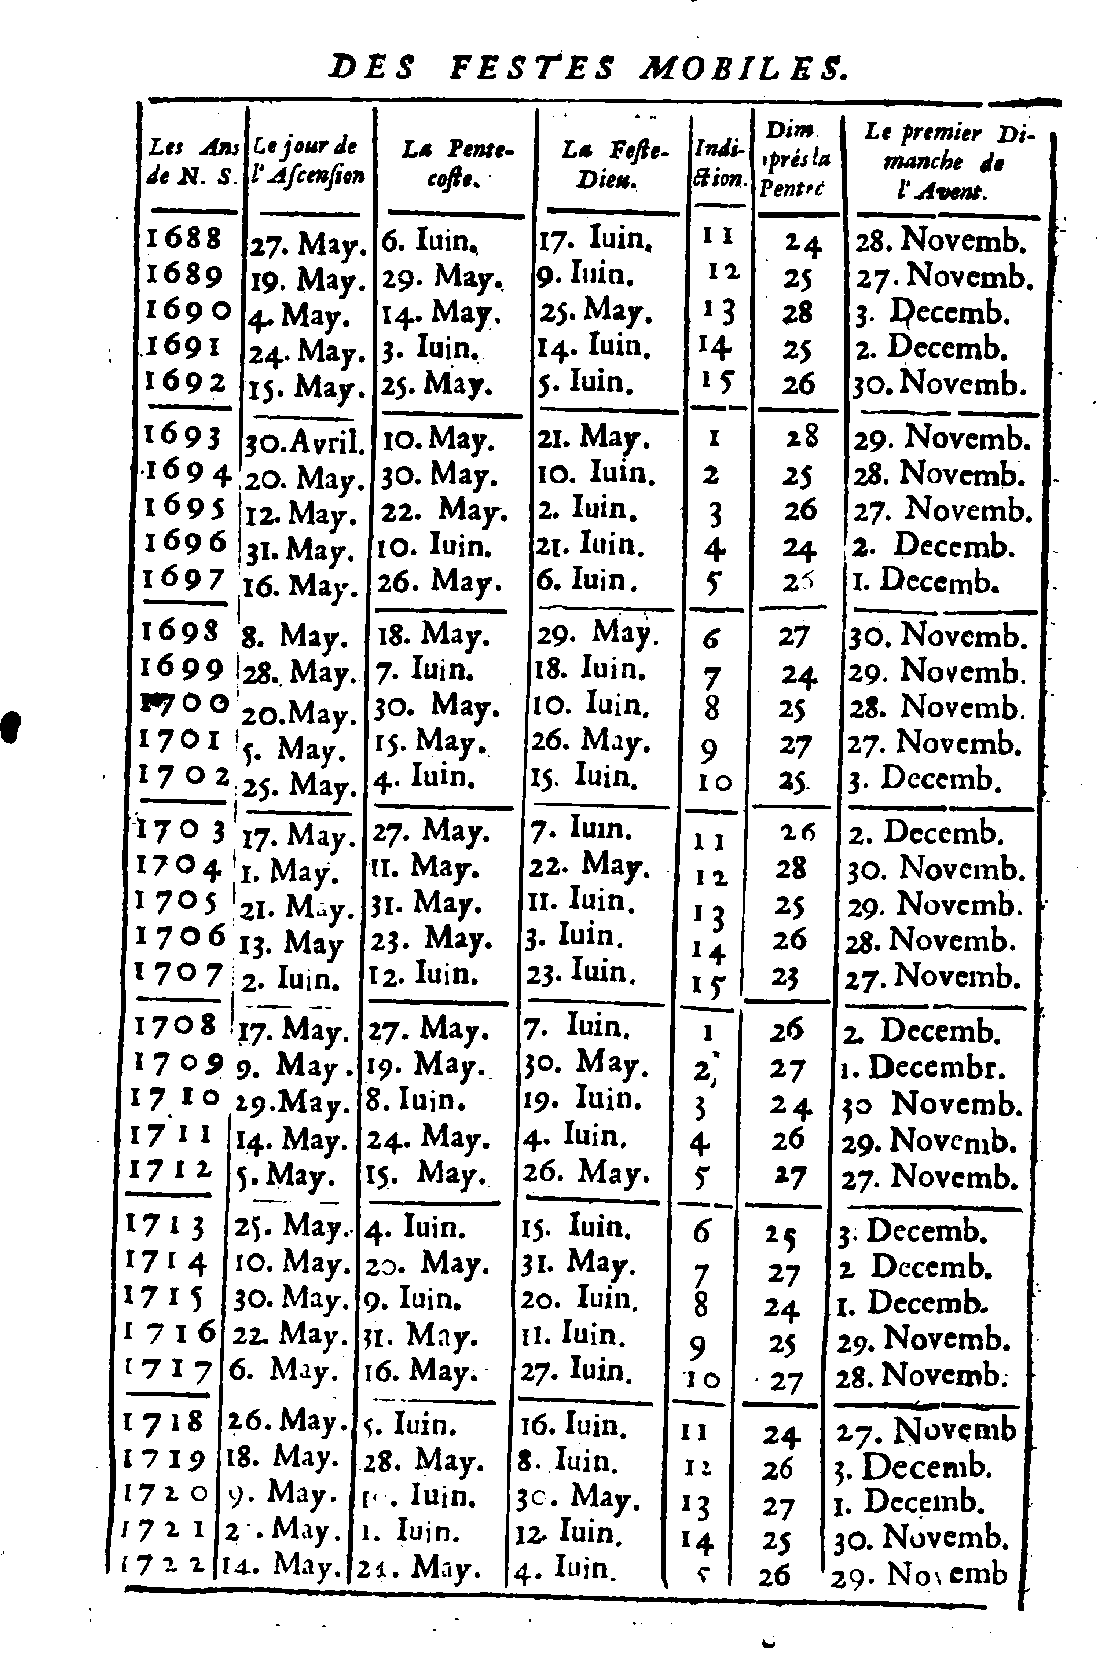 DES FESTES MOBILES.
Les Ans de N. S. | Le jour de l'Ascension | La Pentecoste. | La Feste-Dieu. | Indiction. | Dim prés la Pentec | Le premier Dimanche de l'Avent.
1688 27. May. 6. Iuin. 17. Iuin. 11 24 28. Novemb.
1689 19. May. 29. May. 9. Iuin. 12 25 27. Novemb.
1690 4. May. 14. May. 25. May. 13 28 3. Decemb.
1691 24. May. 3. Iuin. 14. Iuin. 14 25 2. Decemb.
1692 15. May. 25. May. 5. Iuin. 15 26 30. Novemb.
1693 30. Avril. 10. May. 21. May. 1 28 29. Novemb.
1694 20. May. 30. May. 10. Iuin. 2 25 28. Novemb.
1695 12. May. 22. May. 2. Iuin. 3 26 27. Novemb.
1696 31. May. 10. Iuin. 21. Iuin. 4 24 2. Decemb.
1697 16. May. 26. May. 6. Iuin. 5 26 1. Decemb.
1698 8. May. 18. May. 29. May. 6 27 30. Novemb.
1699 28. May. 7. Iuin. 18. Iuin. 7 24 29. Novemb.
1700 20. May. 30. May. 10. Iuin. 8 25 28. Novemb.
1701 5. May. 15. May. 26. May. 9 27 27. Novemb.
1702 25. May. 4. Iuin. 15. Iuin. 10 25 3. Decemb.
1703 17. May. 27. May. 7. Iuin. 11 26 2. Decemb.
1704 1. May. 11. May. 22. May. 12 28 30. Novemb.
1705 21. May. 31. May. 11. Iuin. 13 25 29. Novemb.
1706 13. May 23. May. 3. Iuin. 14 26 28. Novemb.
1707 2. Iuin. 12. Iuin. 23. Iuin. 15 23 27. Novemb.
1708 17. May. 27. May. 7. Iuin. 1 26 2. Decemb.
1709 9. May. 19. May. 30. May. 2 27 1. Decembr.
1710 29. May. 8. Iuin. 19. Iuin. 3 24 30 Novemb.
1711 14. May. 24. May. 4. Iuin. 4 26 29. Novemb.
1712 5. May. 15. May. 26. May. 5 27 27. Novemb.
1713 25. May. 4. Iuin. 15. Iuin. 6 25 3. Decemb.
1714 10. May. 20. May. 31. May. 7 27 2 Decemb.
1715 30. May. 9. Iuin. 20. Iuin. 8 24 1. Decemb.
1716 22. May. 31. May. 11. Iuin. 9 25 29. Novemb.
1717 6. May. 16. May. 27. Iuin. 10 27 28. Novemb.
1718 26. May. 5. Iuin. 16. Iuin. 11 24 27. Novemb
1719 18. May. 28. May. 8. Iuin. 12 26 3. Decemb.
1720 9. May. Iuin. 30. May. 13 27 1. Decemb.
1721 May. 1. Iuin. 12. Iuin. 14 25 30. Novemb.
1722 14. May. 24. May. 4. Iuin. 26 29. Novemb